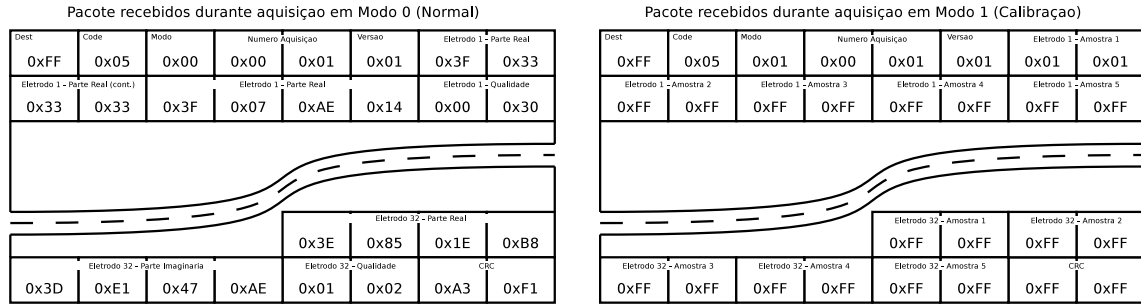 Pacote recebidos durante aquisiçao em Modo 0 (Normal)
Dest Code Modo Numero Aquisiçao Versao Eletrodo 1 - Parte Real
0xFF 0x05 0x00 0x00 0x01 0x01 0x3F 0x33
Eletrodo 1 - Parte Real (cont.) Eletrodo 1 - Parte Real Eletrodo 1 - Qualidade
0x33 0x33 0x3F 0x07 0xAE 0x14 0x00 0x30
Eletrodo 32 - Parte Real
0x3E 0x85 0x1E 0xB8
Eletrodo 32 - Parte Imaginaria Eletrodo 32 - Qualidade CRC
0x3D 0xE1 0x47 0xAE 0x01 0x02 0xA3 0xF1
Pacote recebidos durante aquisiçao em Modo 1 (Calibraçao)
Dest Code Modo Numero Aquisiçao Versao Eletrodo 1 - Amostra 1
0xFF 0x05 0x01 0x00 0x01 0x01 0x01 0x01
Eletrodo 1 - Amostra 2 Eletrodo 1 - Amostra 3 Eletrodo 1 - Amostra 4 Eletrodo 1 - Amostra 5
0xFF 0xFF 0xFF 0xFF 0xFF 0xFF 0xFF 0xFF
Eletrodo 32 - Amostra 1 Eletrodo 32 - Amostra 2
0xFF 0xFF 0xFF 0xFF
Eletrodo 32 - Amostra 3 Eletrodo 32 - Amostra 4 Eletrodo 32 - Amostra 5 CRC
0xFF 0xFF 0xFF 0xFF 0xFF 0xFF 0xFF 0xFF